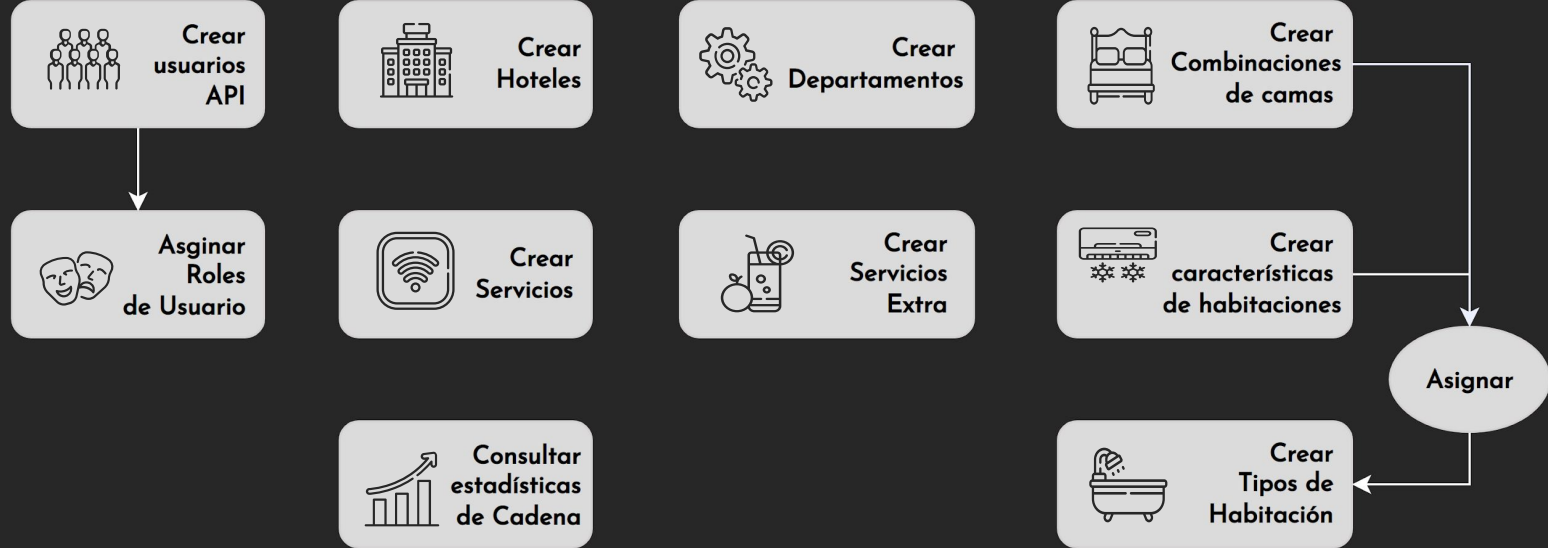 Crear
usuarios
API
Crear
Hoteles
Crear
Departamentos
Crear
Combinaciones
de camas
Asginar
Roles
de Usuario
Crear
Servicios
Crear
Servicios
Extra
Crear
características
de habitaciones
Asignar
Consultar
estadísticas
de Cadena
Crear
Tipos de
Habitación